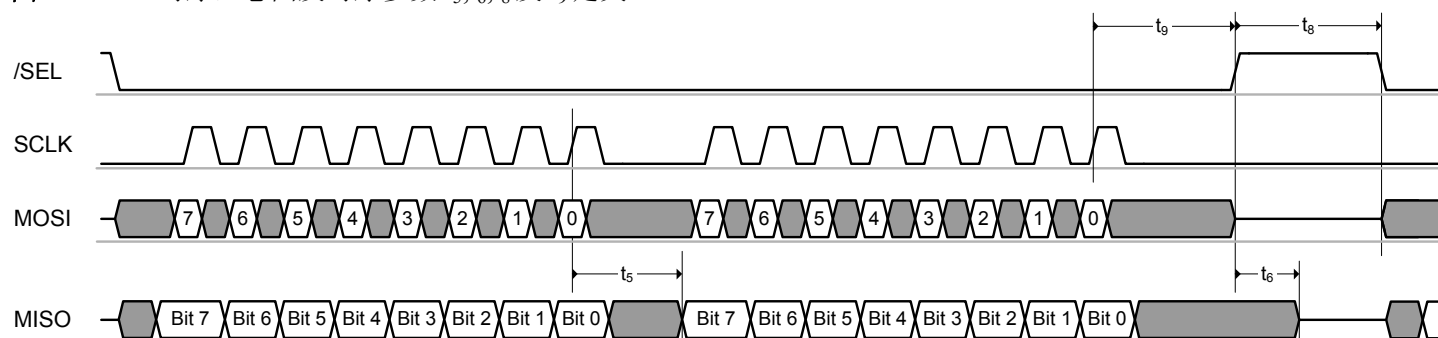 t₉
t₈
/SEL
SCLK
MOSI
7 6 5 4 3 2 1 0 7 6 5 4 3 2 1 0
t₅
t₆
MISO
Bit 7 Bit 6 Bit 5 Bit 4 Bit 3 Bit 2 Bit 1 Bit 0 Bit 7 Bit 6 Bit 5 Bit 4 Bit 3 Bit 2 Bit 1 Bit 0